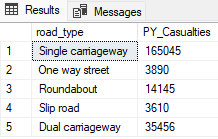 Results Messages
road_type PY_Casualties
1 Single carriageway 165045
2 One way street 3890
3 Roundabout 14145
4 Slip road 3610
5 Dual carriageway 35456